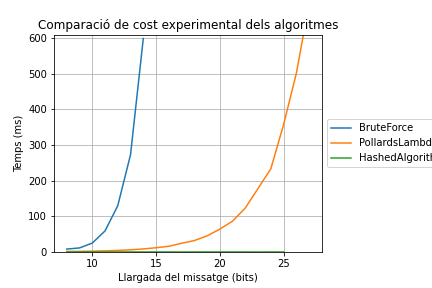 Comparació de cost experimental dels algoritmes
600
500
400
300
200
100
0
Temps (ms)
10
15
20
25
Llargada del missatge (bits)
BruteForce
PollardsLambd
HashedAlgorit